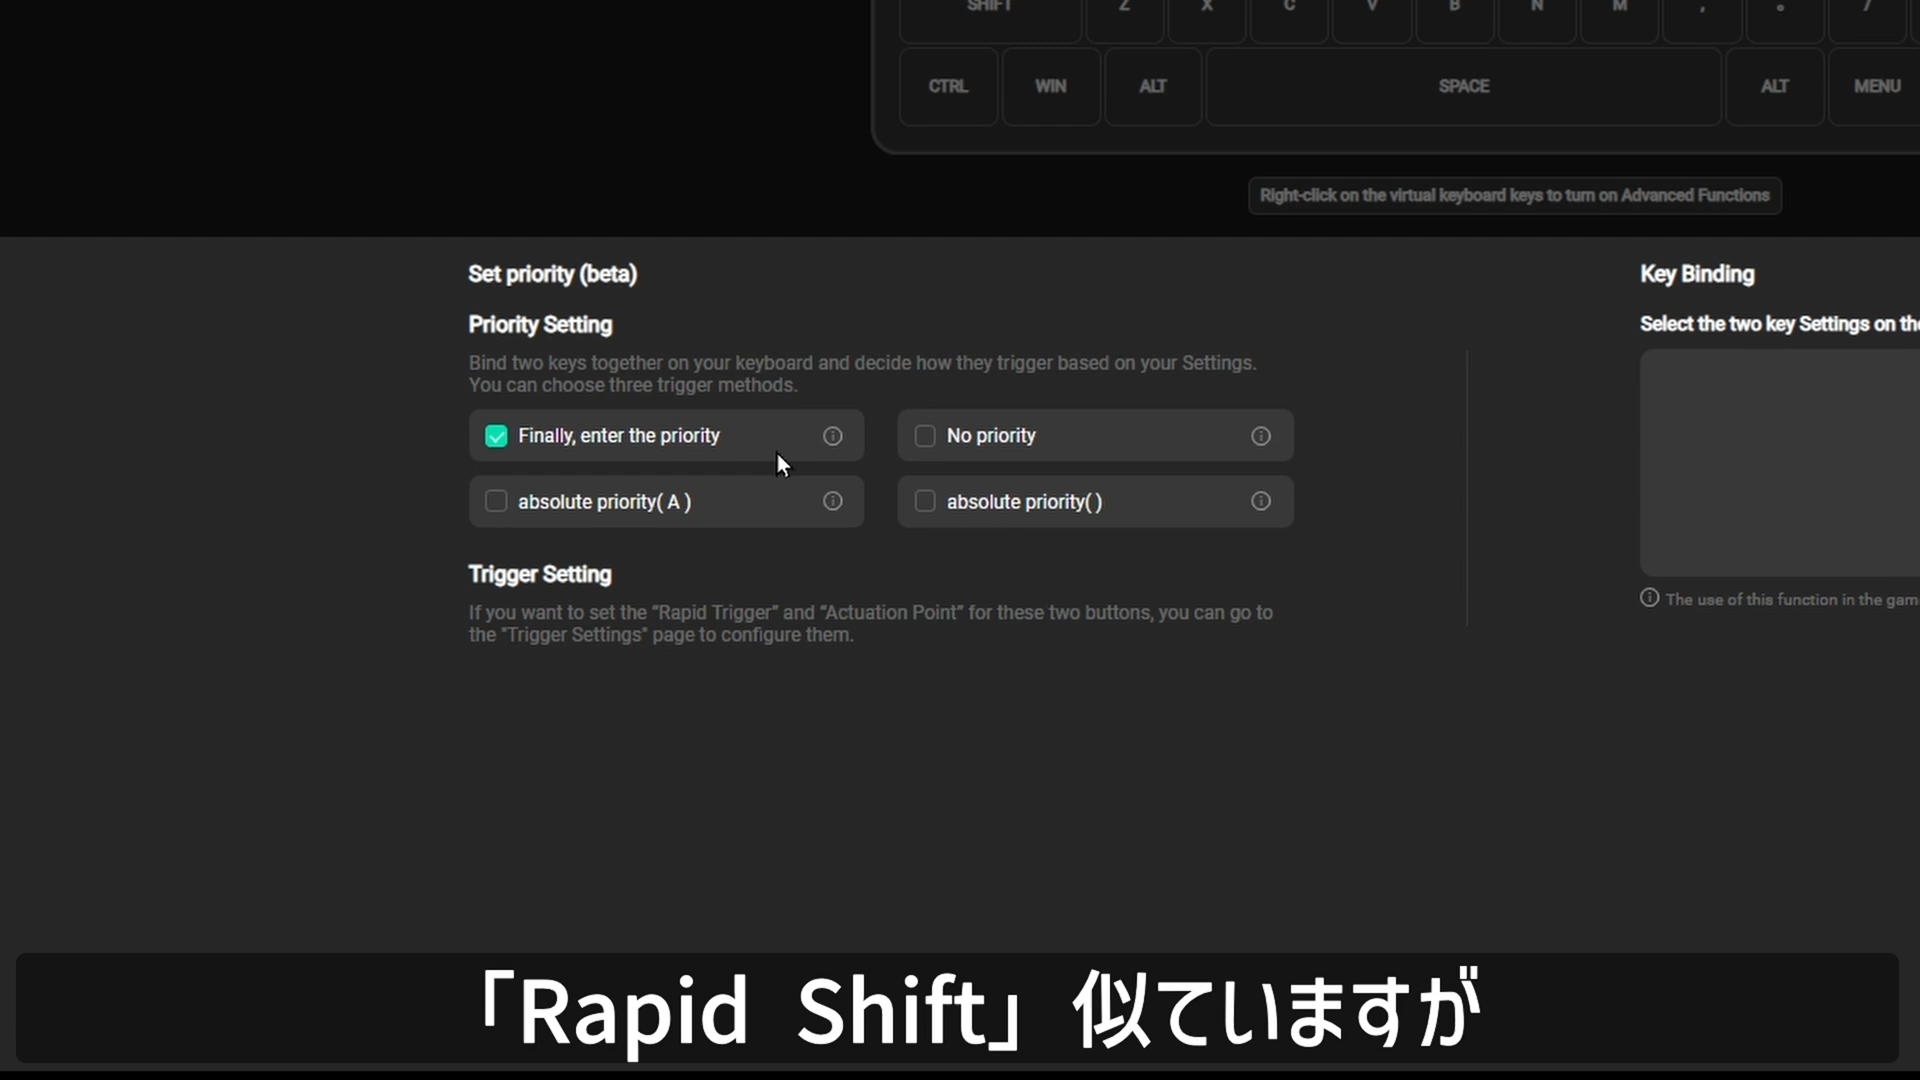 SHIFT Z X C V B N M , /
CTRL WIN ALT SPACE ALT MENU
Right-click on the virtual keyboard keys to turn on Advanced Functions
Set priority (beta)
Priority Setting
Bind two keys together on your keyboard and decide how they trigger based on your Settings.
You can choose three trigger methods.
Finally, enter the priority
No priority
absolute priority( A )
absolute priority( )
Trigger Setting
If you want to set the “Rapid Trigger” and “Actuation Point” for these two buttons, you can go to
the "Trigger Settings" page to configure them.
Key Binding
Select the two key Settings on the
The use of this function in the gam
「Rapid Shift」似ていますが